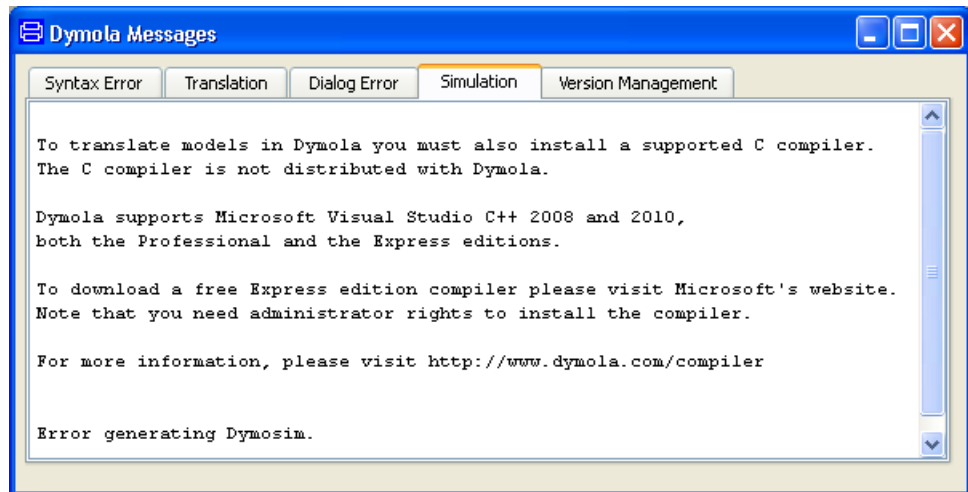 Dymola Messages
Syntax Error
Translation
Dialog Error
Simulation
Version Management
To translate models in Dymola you must also install a supported C compiler.
The C compiler is not distributed with Dymola.
Dymola supports Microsoft Visual Studio C++ 2008 and 2010,
both the Professional and the Express editions.
To download a free Express edition compiler please visit Microsoft's website.
Note that you need administrator rights to install the compiler.
For more information, please visit http://www.dymola.com/compiler
Error generating Dymosim.